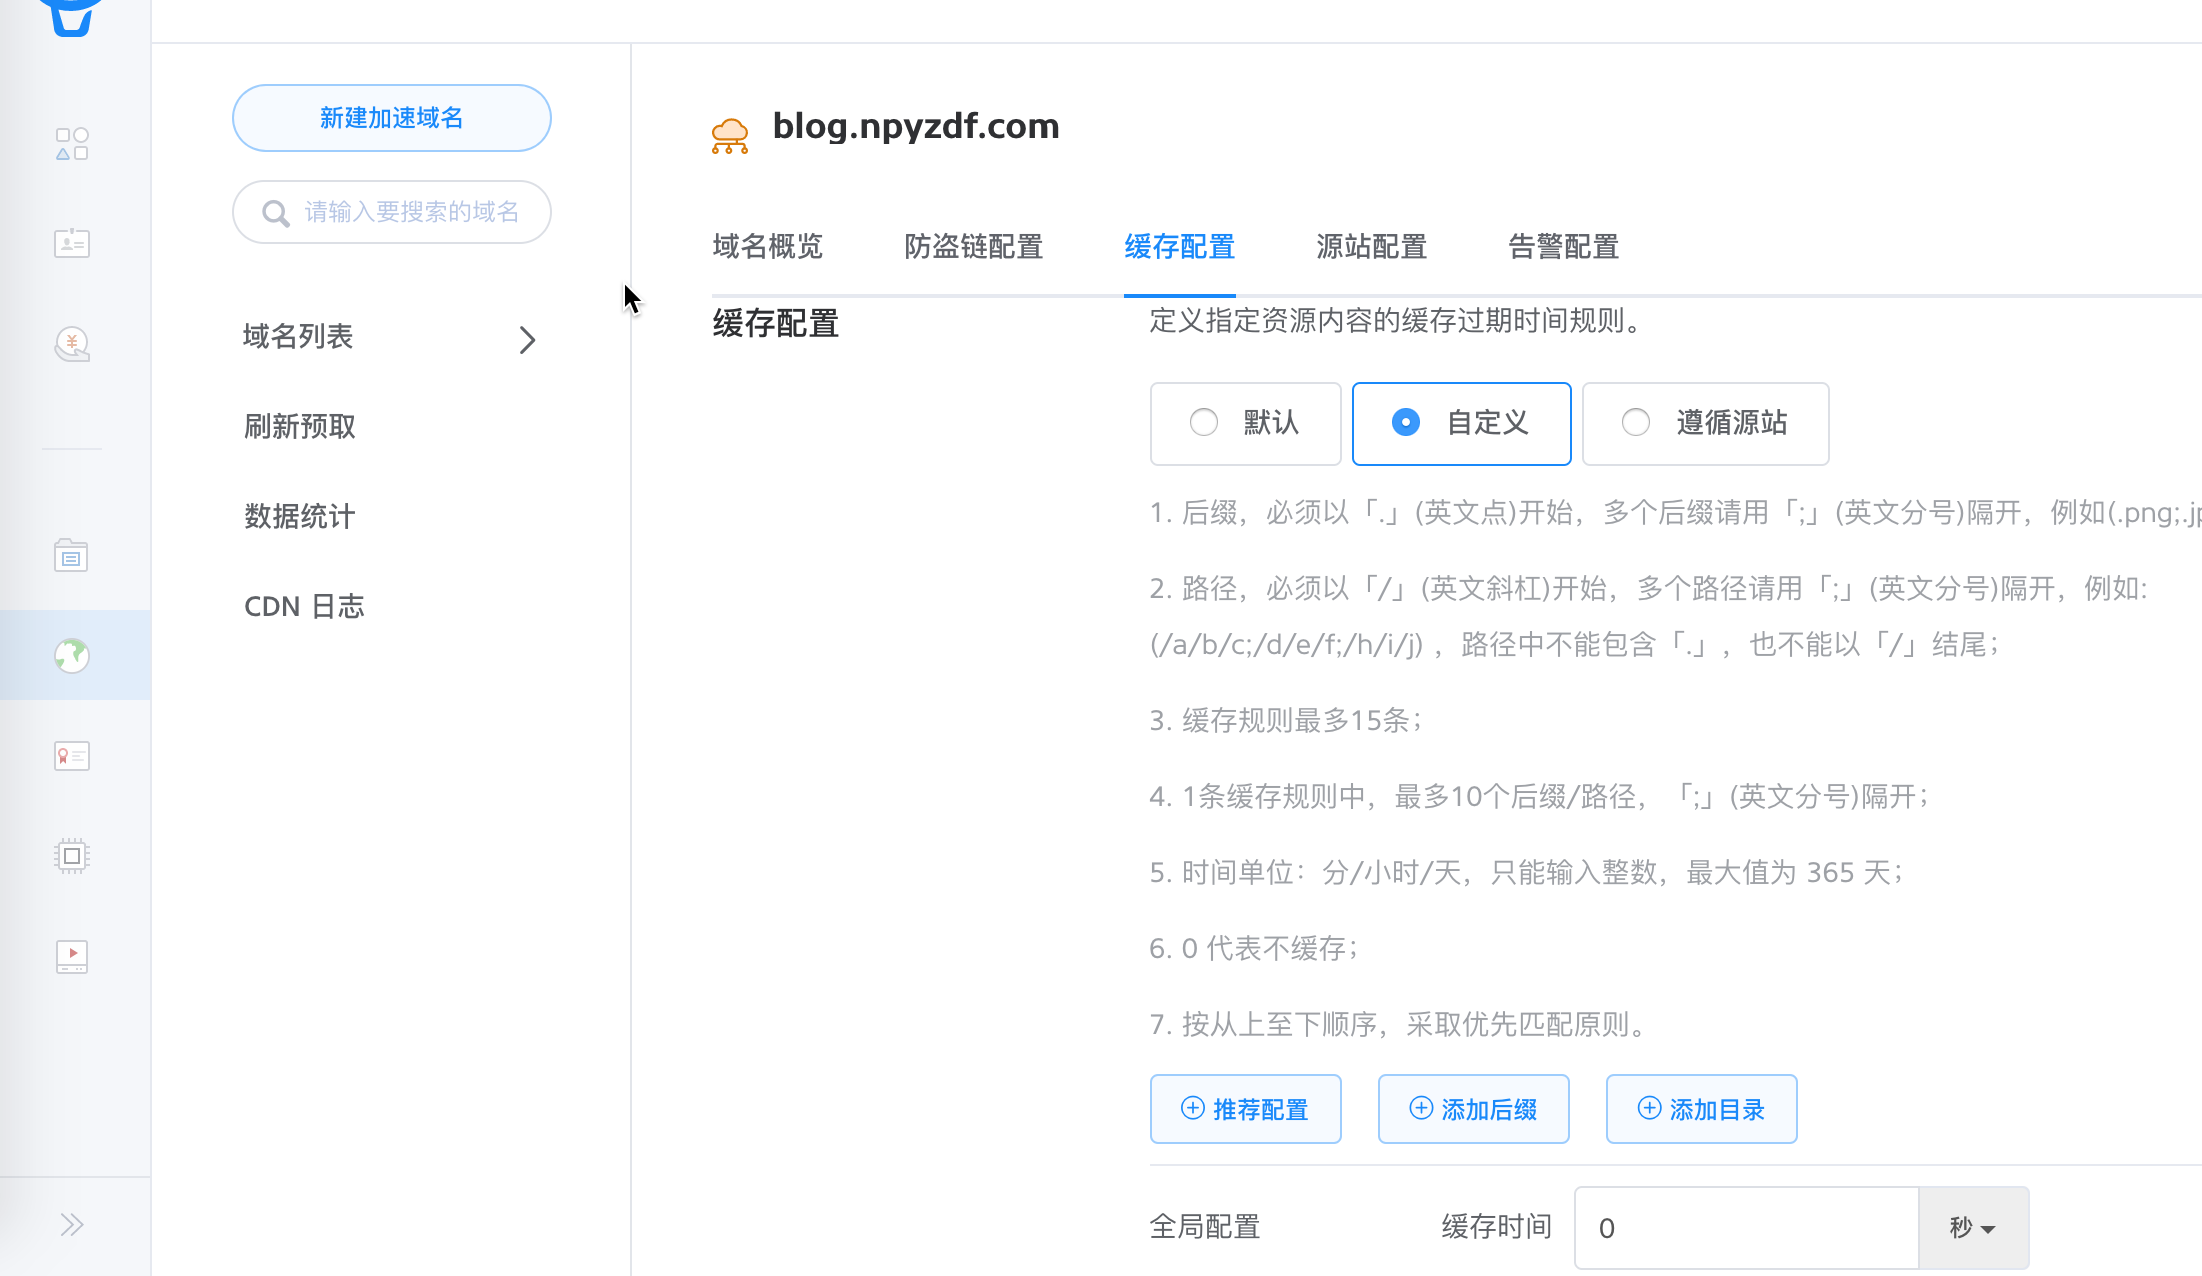 新建加速域名
请输入要搜索的域名
域名列表
刷新预取
数据统计
CDN 日志
blog.npyzdf.com
域名概览
防盗链配置
缓存配置
源站配置
告警配置
缓存配置
定义指定资源内容的缓存过期时间规则。
默认
自定义
遵循源站
1. 后缀，必须以「.」(英文点)开始，多个后缀请用「;」(英文分号)隔开，例如(.png;.jp
2. 路径，必须以「/」(英文斜杠)开始，多个路径请用「;」(英文分号)隔开，例如:
(/a/b/c;/d/e/f;/h/i/j) ，路径中不能包含「.」，也不能以「/」结尾；
3. 缓存规则最多15条；
4. 1条缓存规则中，最多10个后缀/路径，「;」(英文分号)隔开；
5. 时间单位：分/小时/天，只能输入整数，最大值为 365 天；
6. 0 代表不缓存；
7. 按从上至下顺序，采取优先匹配原则。
推荐配置
添加后缀
添加目录
全局配置
缓存时间
0
秒